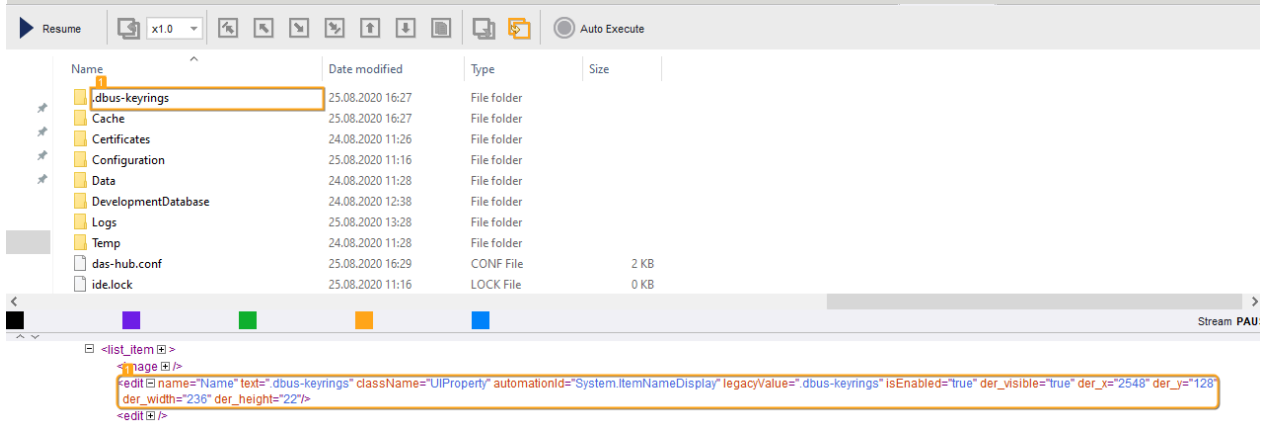 Resume x1.0 Auto Execute
Name Date modified Type Size
1
.dbus-keyrings 25.08.2020 16:27 File folder
Cache 25.08.2020 16:27 File folder
Certificates 24.08.2020 11:26 File folder
Configuration 25.08.2020 11:16 File folder
Data 24.08.2020 11:28 File folder
DevelopmentDatabase 24.08.2020 12:38 File folder
Logs 25.08.2020 13:28 File folder
Temp 24.08.2020 11:28 File folder
das-hub.conf 25.08.2020 16:29 CONF File 2 KB
ide.lock 25.08.2020 11:16 LOCK File 0 KB
Stream PAU
<list_item >
1
<image />
<edit name="Name" text=".dbus-keyrings" className="UIProperty" automationId="System.ItemNameDisplay" legacyValue=".dbus-keyrings" isEnabled="true" der_visible="true" der_x="2548" der_y="128"
der_width="236" der_height="22"/>
<edit />